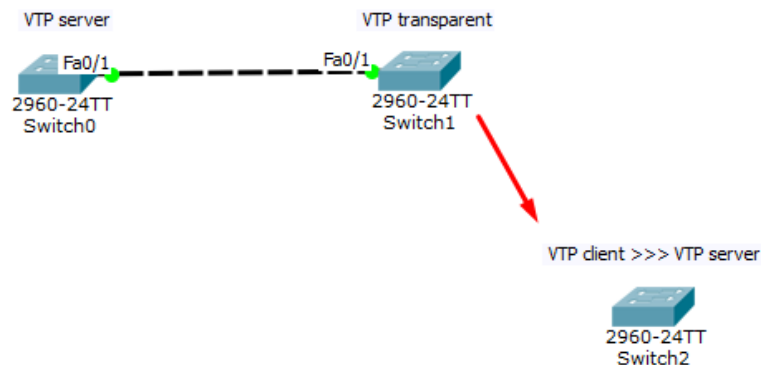 VTP server
VTP transparent
Fa0/1
Fa0/1
2960-24TT
Switch0
2960-24TT
Switch1
VTP client >>> VTP server
2960-24TT
Switch2